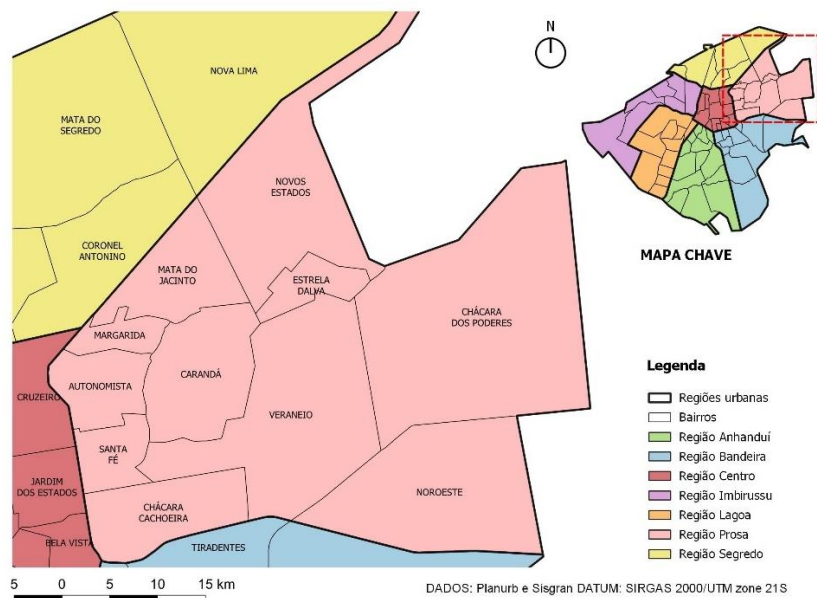 N
NOVA LIMA
MATA DO
SEGREDO
NOVOS
ESTADOS
CORONEL
ANTONINO
MATA DO
JACINTO
ESTRELA
DALVA
CHÁCARA
DOS PODERES
MARGARIDA
AUTONOMISTA
CARANDÁ
CRUZEIRO
VERANEIO
SANTA
FÉ
JARDIM
DOS ESTADOS
NOROESTE
CHÁCARA
CACHOEIRA
BELA VISTA
TIRADENTES
MAPA CHAVE
Legenda
Regiões urbanas
Bairros
Região Anhanduí
Região Bandeira
Região Centro
Região Imbirussu
Região Lagoa
Região Prosa
Região Segredo
5 0 5 10 15 km
DADOS: Planurb e Sisgran DATUM: SIRGAS 2000/UTM zone 21S